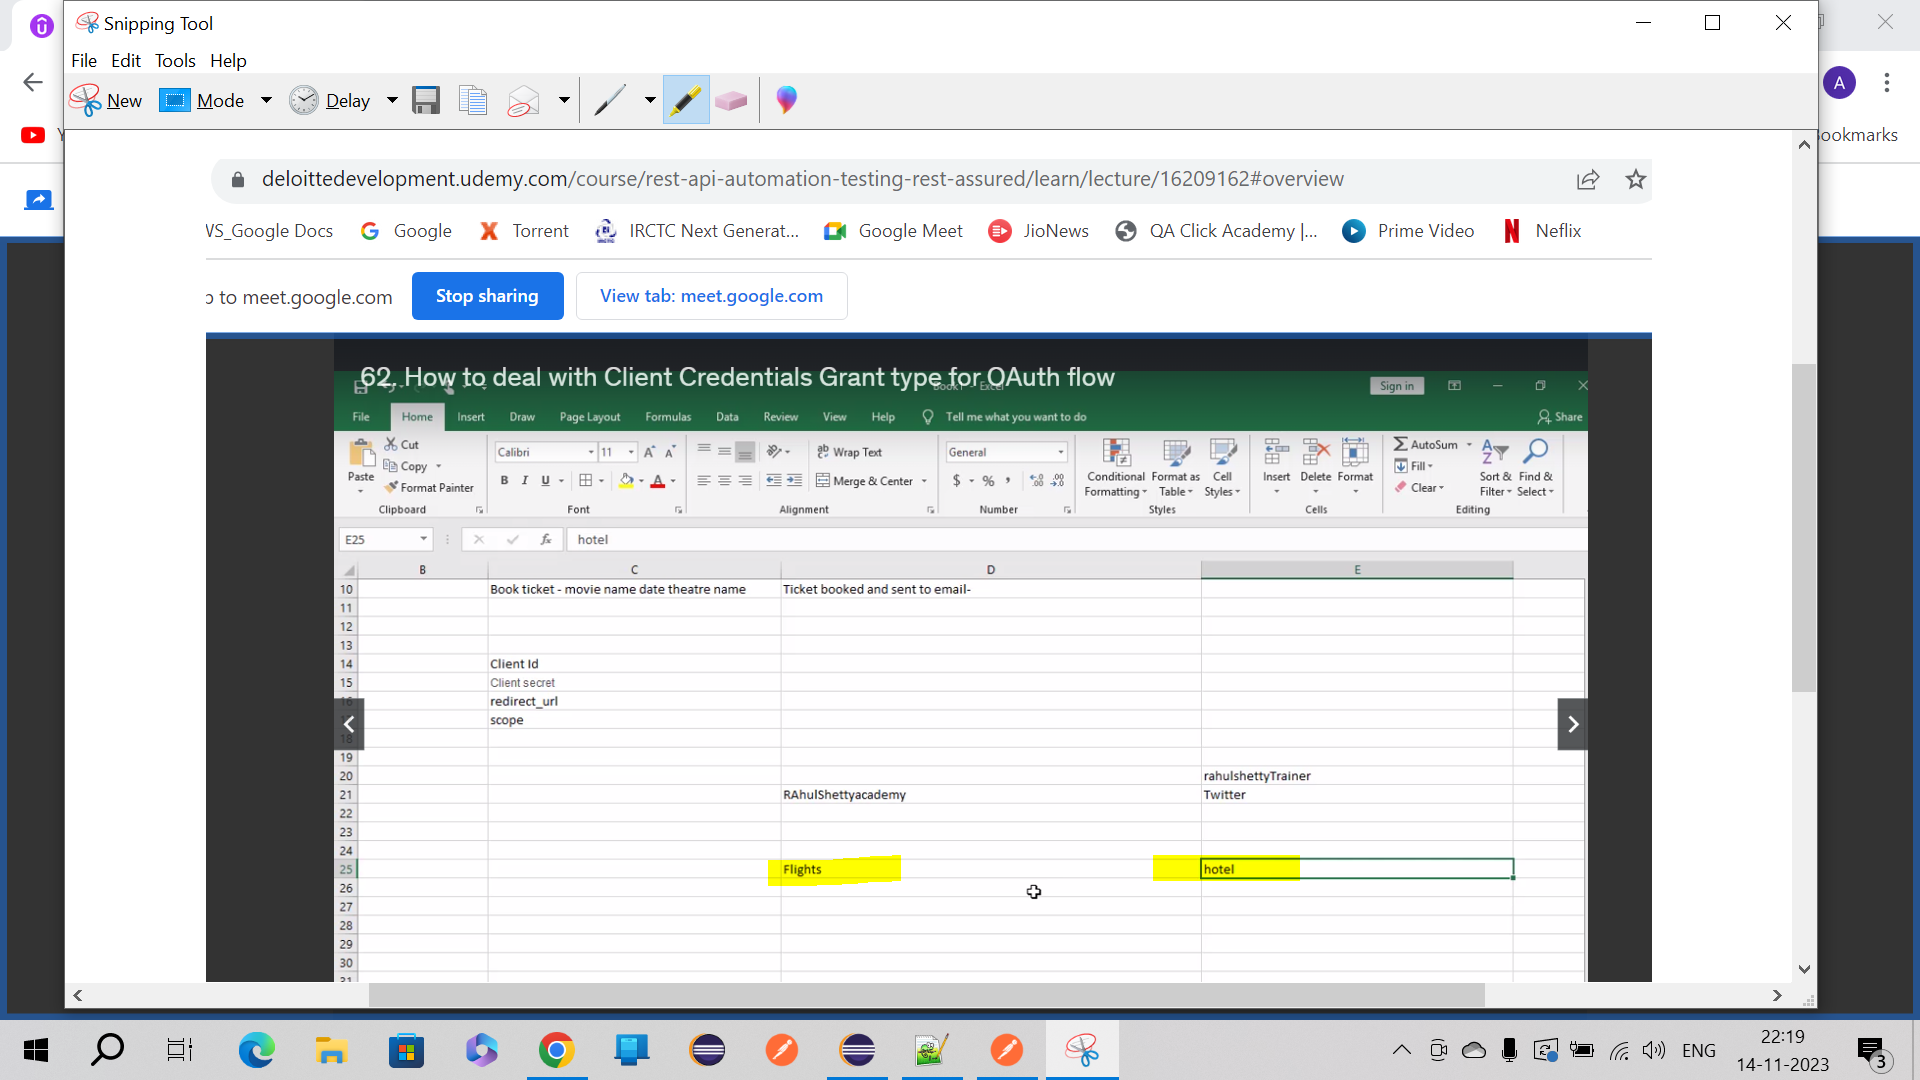 Snipping Tool
File Edit Tools Help
New Mode Delay
A
ookmarks
deloittedevelopment.udemy.com/course/rest-api-automation-testing-rest-assured/learn/lecture/16209162#overview
VS_Google Docs Google Torrent IRCTC Next Generat... Google Meet JioNews QA Click Academy |... Prime Video Neflix
to meet.google.com Stop sharing View tab: meet.google.com
62. How to deal with Client Credentials Grant type for OAuth flow
Sign in
File Home Insert Draw Page Layout Formulas Data Review View Help Tell me what you want to do Share
Paste Cut Copy Format Painter
Calibri 11
B I U A
Wrap Text
Merge & Center
General
$ % ,
Conditional Formatting Format as Table Cell Styles
Insert Delete Format
AutoSum Fill Clear
Sort & Filter Find & Select
Clipboard Font Alignment Number Styles Cells Editing
E25 fx hotel
B C D E
10 Book ticket - movie name date theatre name Ticket booked and sent to email-
11
12
13
14 Client Id
15 Client secret
16 redirect_url
scope
18
19
20 rahulshettyTrainer
21 RAhulShettyacademy Twitter
22
23
24
25 Flights hotel
26
27
28
29
30
31
ENG 22:19
14-11-2023 3